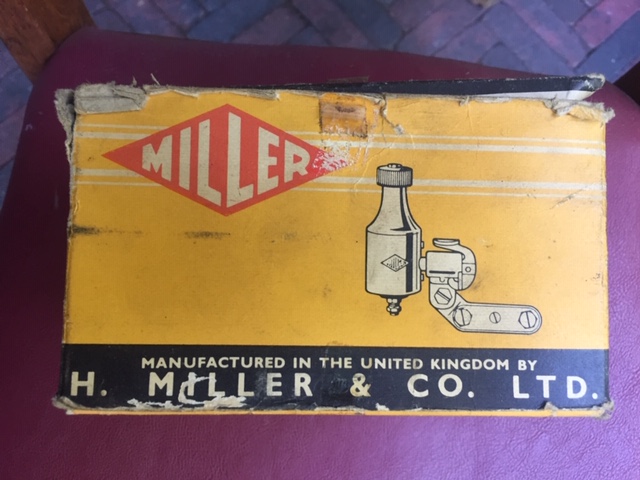 MILLER
MANUFACTURED IN THE UNITED KINGDOM BY
H. MILLER & CO. LTD.